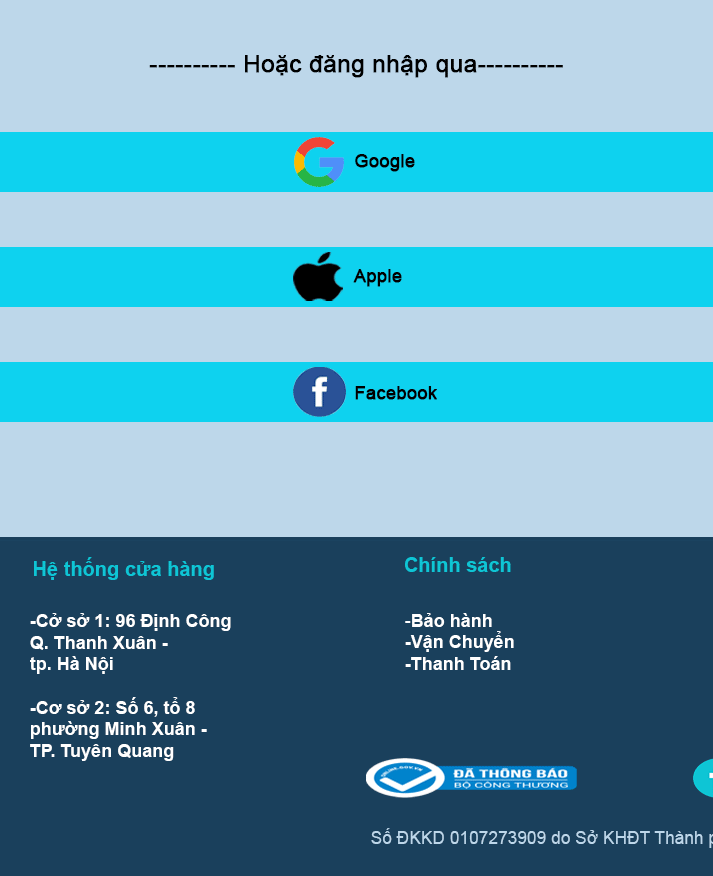 ---------- Hoặc đăng nhập qua----------
Google
Apple
Facebook
Hệ thống cửa hàng
-Cở sở 1: 96 Định Công
Q. Thanh Xuân -
tp. Hà Nội
-Cơ sở 2: Số 6, tổ 8
phường Minh Xuân -
TP. Tuyên Quang
Chính sách
-Bảo hành
-Vận Chuyển
-Thanh Toán
ĐÃ THÔNG BÁO
BỘ CÔNG THƯƠNG
Số ĐKKD 0107273909 do Sở KHĐT Thành p